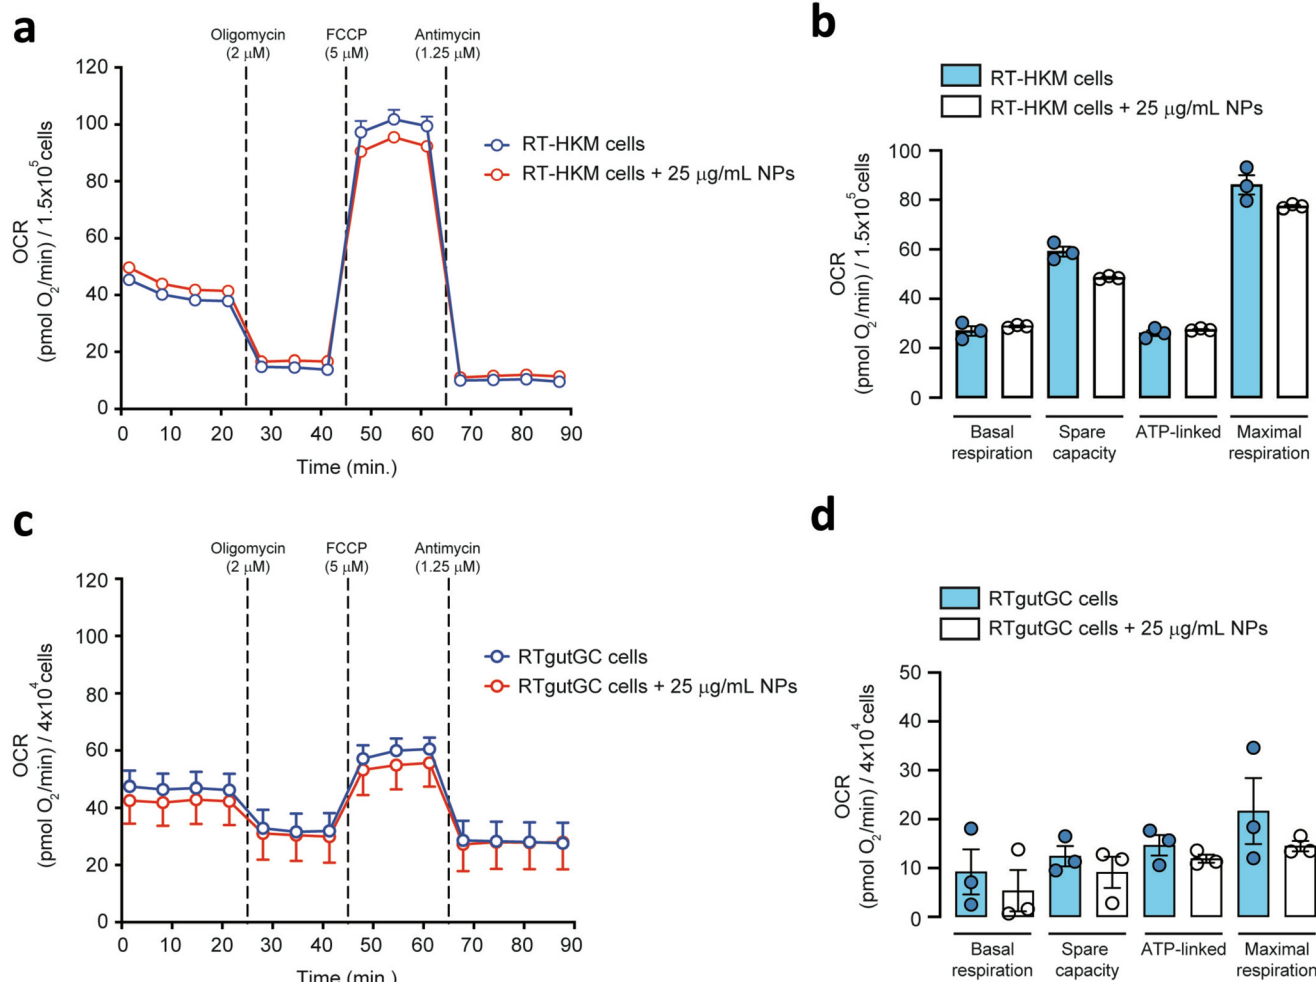 a
Oligomycin
(2 µM)
FCCP
(5 µM)
Antimycin
(1.25 µM)
120
100
80
60
40
20
0
OCR
(pmol O2/min) / 1.5x10^5 cells
0 10 20 30 40 50 60 70 80 90
Time (min.)
RT-HKM cells
RT-HKM cells + 25 µg/mL NPs
b
RT-HKM cells
RT-HKM cells + 25 µg/mL NPs
100
80
60
40
20
0
OCR
(pmol O2/min) / 1.5x10^5 cells
Basal
respiration
Spare
capacity
ATP-linked
Maximal
respiration
c
Oligomycin
(2 µM)
FCCP
(5 µM)
Antimycin
(1.25 µM)
120
100
80
60
40
20
0
OCR
(pmol O2/min) / 4x10^4 cells
0 10 20 30 40 50 60 70 80 90
Time (min.)
RTgutGC cells
RTgutGC cells + 25 µg/mL NPs
d
RTgutGC cells
RTgutGC cells + 25 µg/mL NPs
50
40
30
20
10
0
OCR
(pmol O2/min) / 4x10^4 cells
Basal
respiration
Spare
capacity
ATP-linked
Maximal
respiration